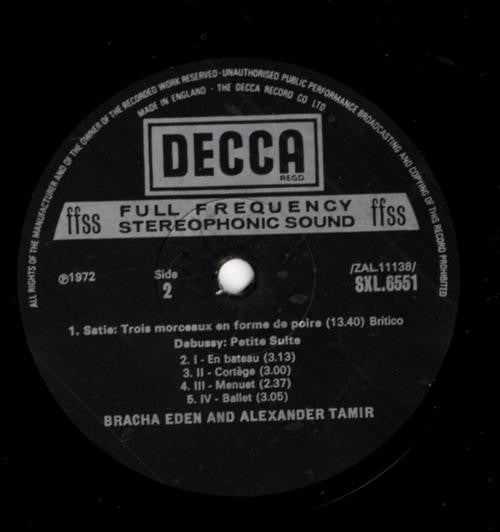 ALL RIGHTS OF THE MANUFACTURER AND OF THE OWNER OF THE RECORDED WORK RESERVED · UNAUTHORISED PUBLIC PERFORMANCE BROADCASTING AND COPYING OF THIS RECORD PROHIBITED
MADE IN ENGLAND · THE DECCA RECORD CO LTD
DECCA
REGD
ffss FULL FREQUENCY ffss
STEREOPHONIC SOUND
℗1972
Side
2
/ZAL.11138/
SXL.6551
1. Satie: Trois morceaux en forme de poire (13.40) Britico
Debussy: Petite Suite
2. I - En bateau (3.13)
3. II - Cortège (3.00)
4. III - Menuet (2.37)
5. IV - Ballet (3.05)
BRACHA EDEN AND ALEXANDER TAMIR